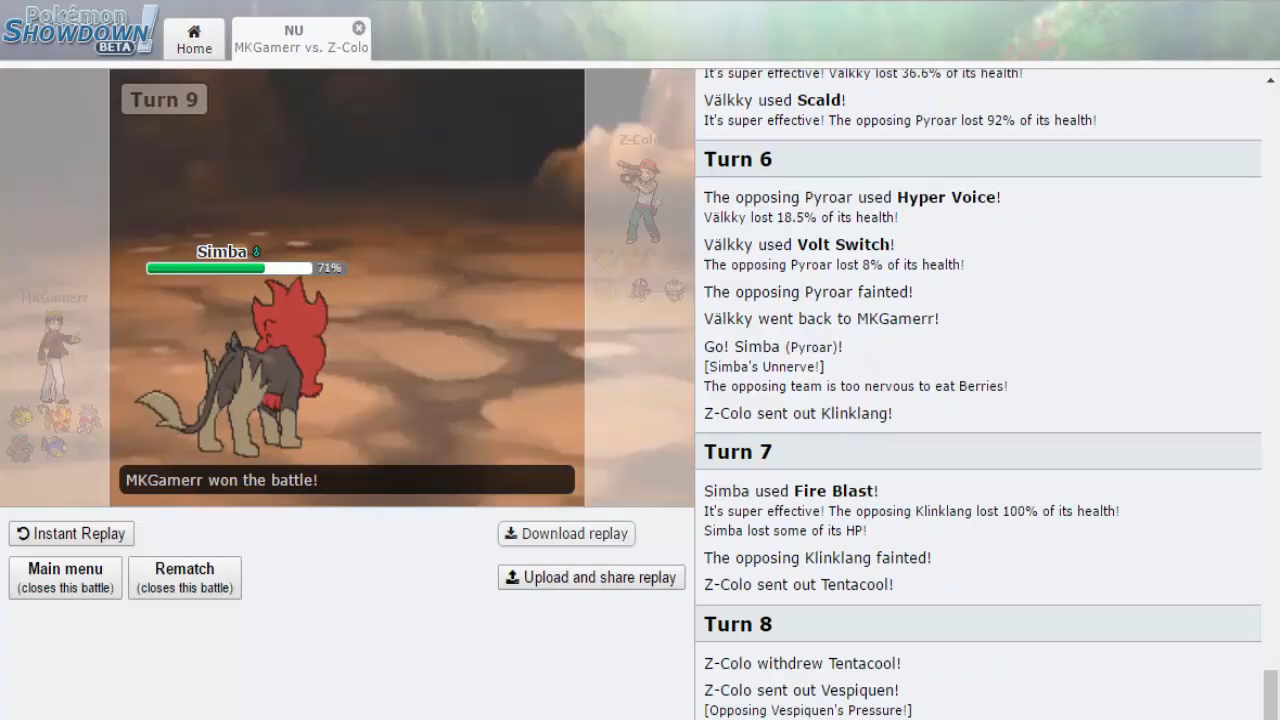 Pokémon
SHOWDOWN!
BETA
Home
NU
MKGamerr vs. Z-Colo
Turn 9
Z-Colo
Simba
71%
MKGamerr
MKGamerr won the battle!
Instant Replay
Download replay
Main menu
(closes this battle)
Rematch
(closes this battle)
Upload and share replay
It's super effective! Välkky lost 36.6% of its health!
Välkky used Scald!
It's super effective! The opposing Pyroar lost 92% of its health!
Turn 6
The opposing Pyroar used Hyper Voice!
Välkky lost 18.5% of its health!
Välkky used Volt Switch!
The opposing Pyroar lost 8% of its health!
The opposing Pyroar fainted!
Välkky went back to MKGamerr!
Go! Simba (Pyroar)!
[Simba's Unnerve!]
The opposing team is too nervous to eat Berries!
Z-Colo sent out Klinklang!
Turn 7
Simba used Fire Blast!
It's super effective! The opposing Klinklang lost 100% of its health!
Simba lost some of its HP!
The opposing Klinklang fainted!
Z-Colo sent out Tentacool!
Turn 8
Z-Colo withdrew Tentacool!
Z-Colo sent out Vespiquen!
[Opposing Vespiquen's Pressure!]